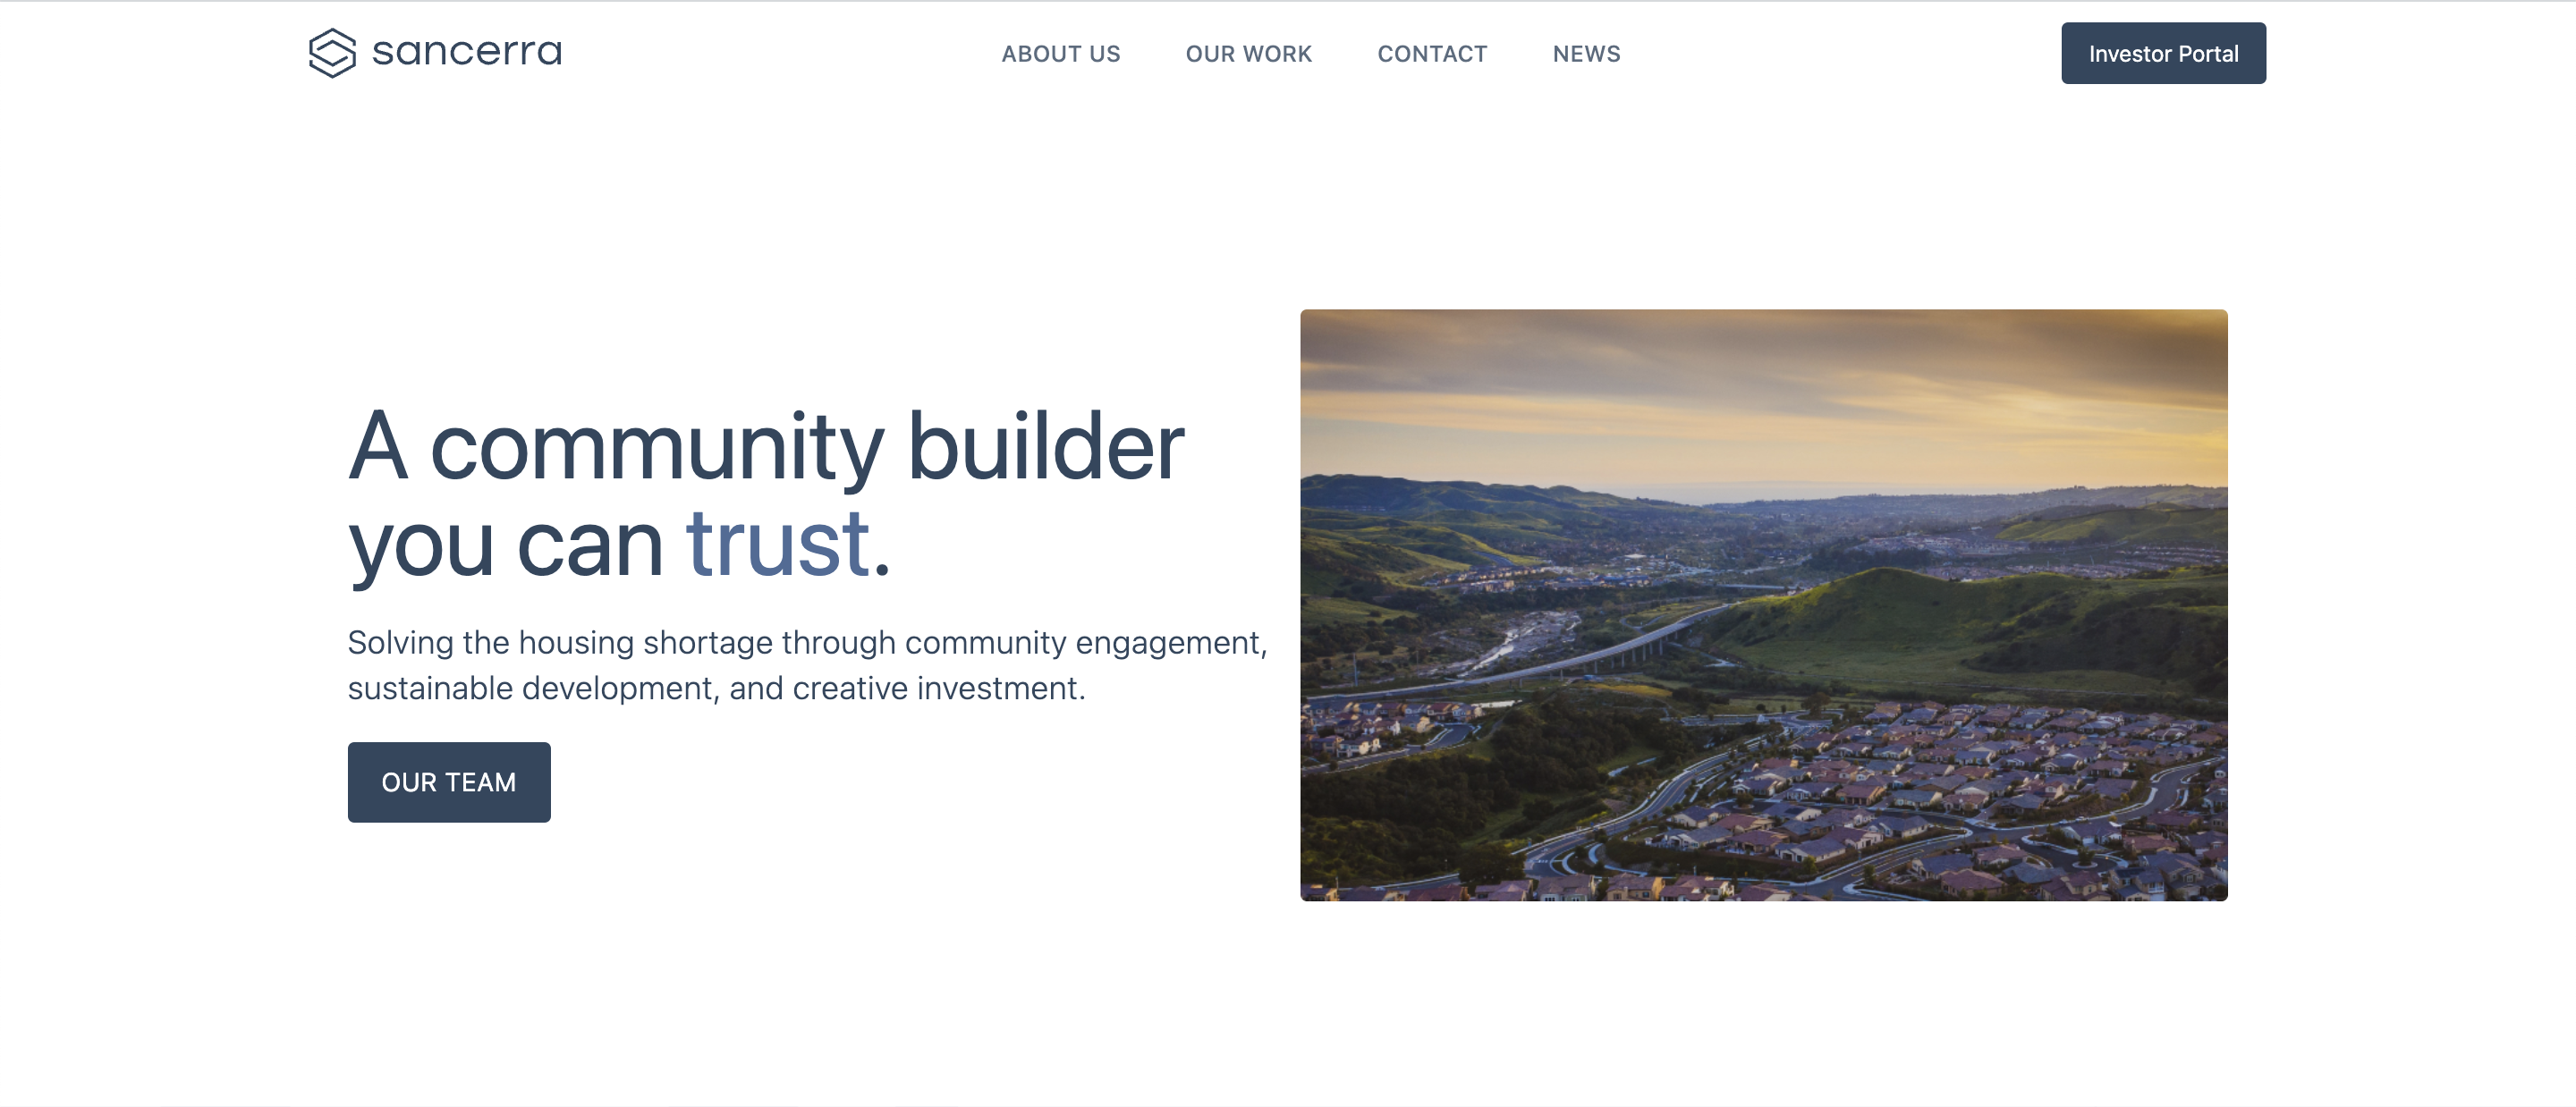 sancerra
ABOUT US
OUR WORK
CONTACT
NEWS
Investor Portal
A community builder
you can trust.
Solving the housing shortage through community engagement,
sustainable development, and creative investment.
OUR TEAM